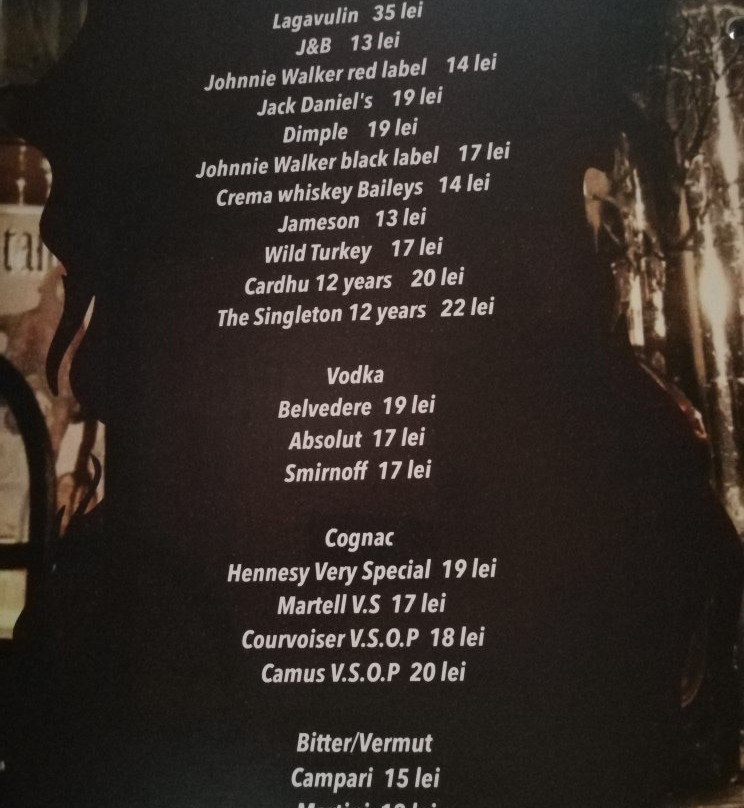 Lagavulin 35 lei
J&B 13 lei
Johnnie Walker red label 14 lei
Jack Daniel's 19 lei
Dimple 19 lei
Johnnie Walker black label 17 lei
Crema whiskey Baileys 14 lei
Jameson 13 lei
Wild Turkey 17 lei
Cardhu 12 years 20 lei
The Singleton 12 years 22 lei
Vodka
Belvedere 19 lei
Absolut 17 lei
Smirnoff 17 lei
Cognac
Hennesy Very Special 19 lei
Martell V.S 17 lei
Courvoiser V.S.O.P 18 lei
Camus V.S.O.P 20 lei
Bitter/Vermut
Campari 15 lei